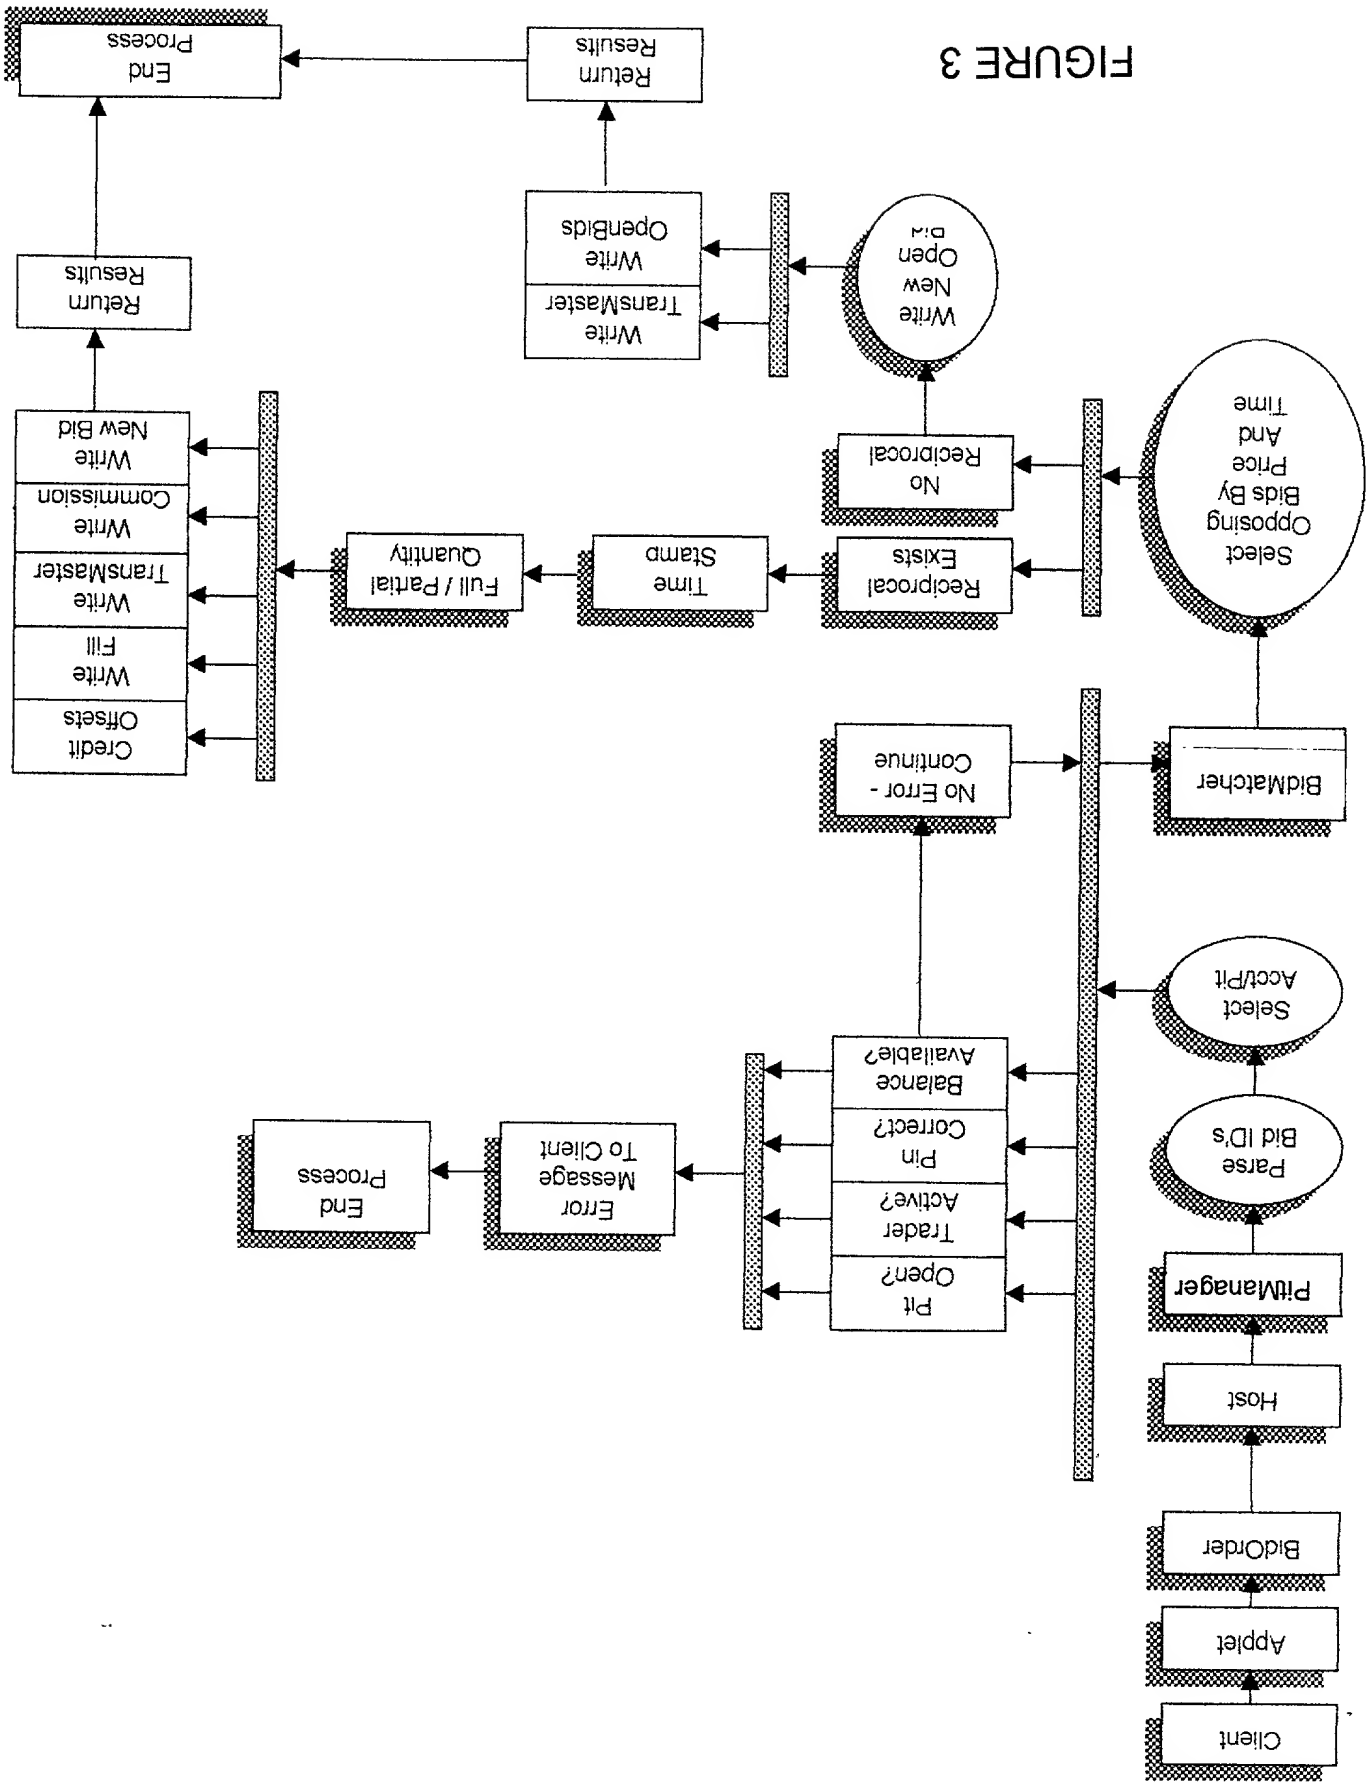 Client
Applet
BidOrder
Host
PitManager
Parse
Bid ID's
Select
Acct/Pit
Pit
Open?
Trader
Active?
Pin
Correct?
Balance
Available?
Error
Message
To Client
End
Process
No Error -
Continue
BidMatcher
Select
Opposing
Bids By
Price
And
Time
Reciprocal
Exists
Time
Stamp
Full / Partial
Quantity
Credit
Offsets
Write
Fill
Write
TransMaster
Write
Commission
Write
New Bid
Return
Results
No
Reciprocal
Write
New
Open
Bid
Write
TransMaster
Write
OpenBids
Return
Results
End
Process
FIGURE 3